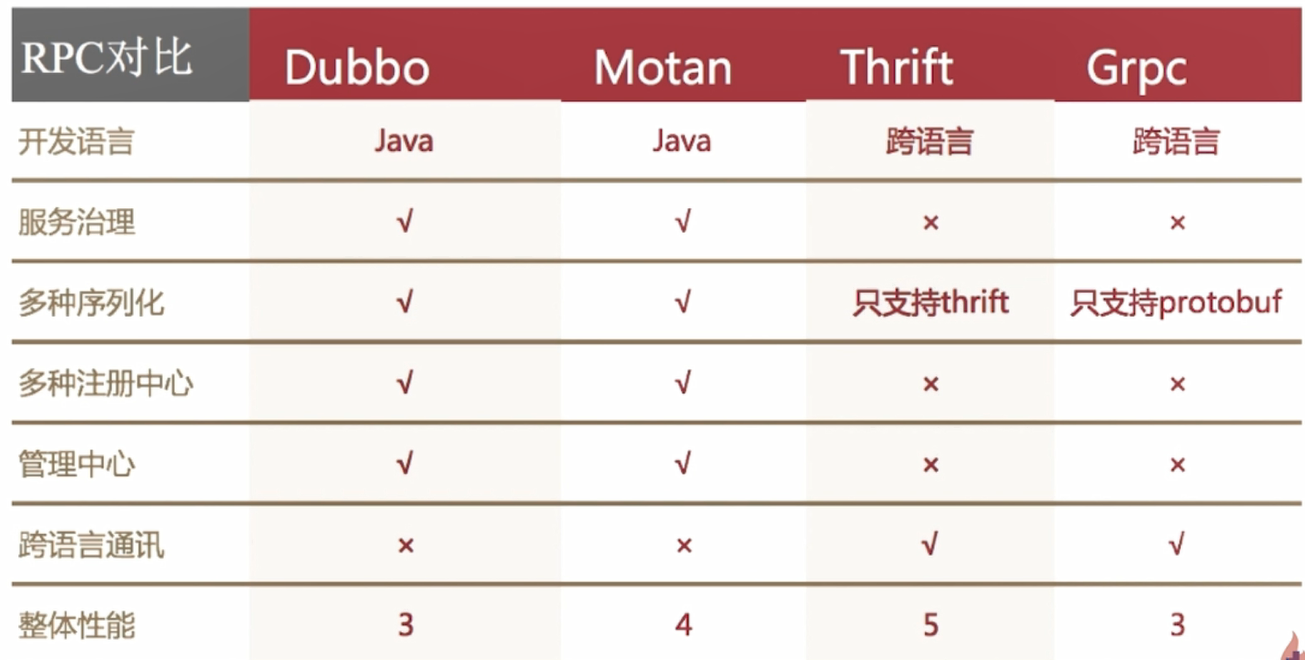 RPC对比 Dubbo Motan Thrift Grpc
开发语言 Java Java 跨语言 跨语言
服务治理 √ √ × ×
多种序列化 √ √ 只支持thrift 只支持protobuf
多种注册中心 √ √ × ×
管理中心 √ √ × ×
跨语言通讯 × × √ √
整体性能 3 4 5 3